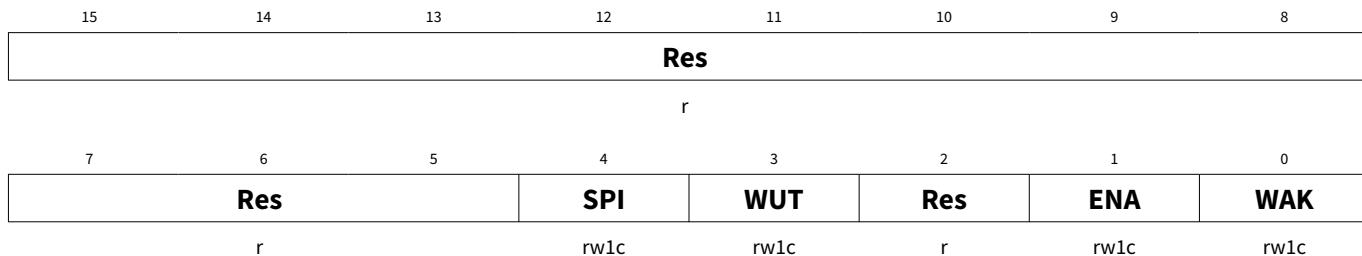 15 14 13 12 11 10 9 8
Res
r
7 6 5 4 3 2 1 0
Res SPI WUT Res ENA WAK
r rw1c rw1c r rw1c rw1c